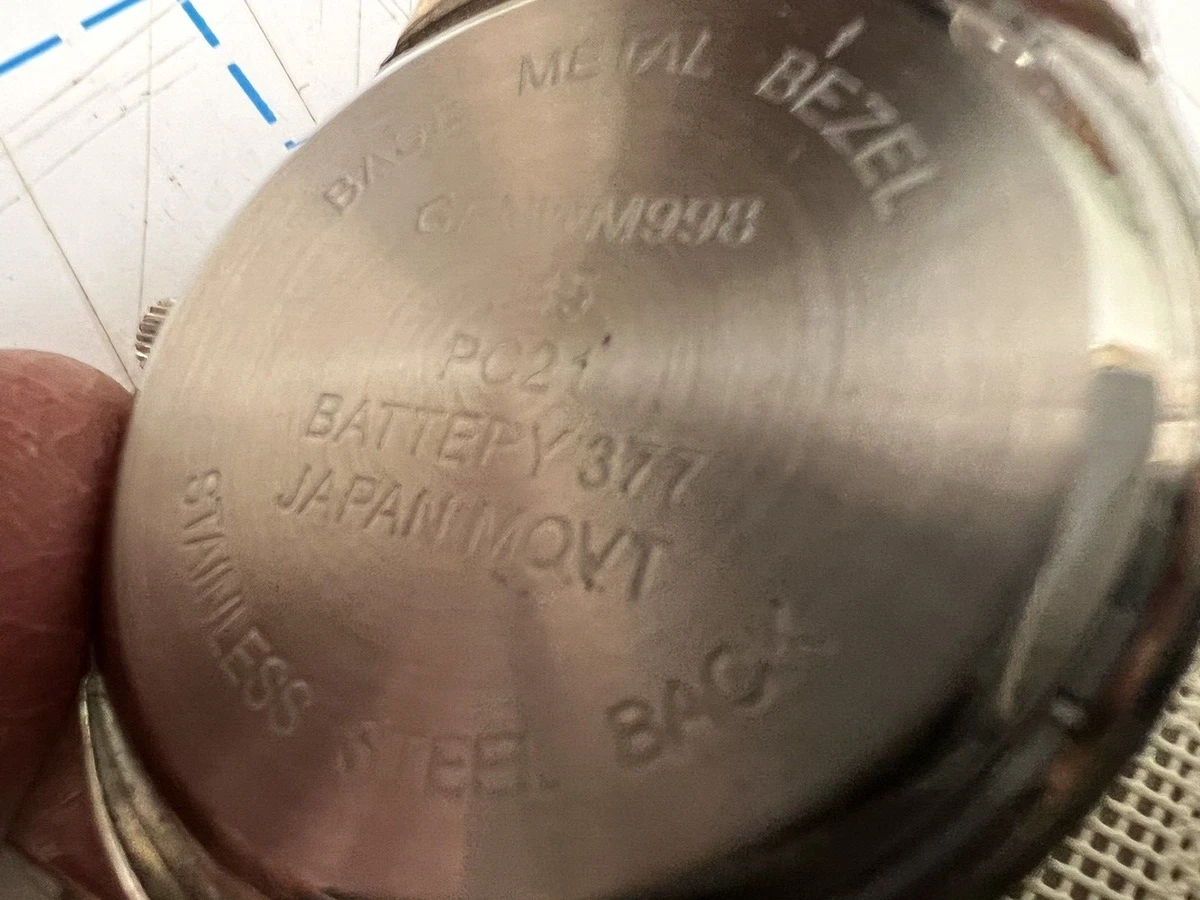 BASE METAL BEZEL
M998
PC21
BATTERY 377
JAPAN MOVT
STAINLESS STEEL BACK